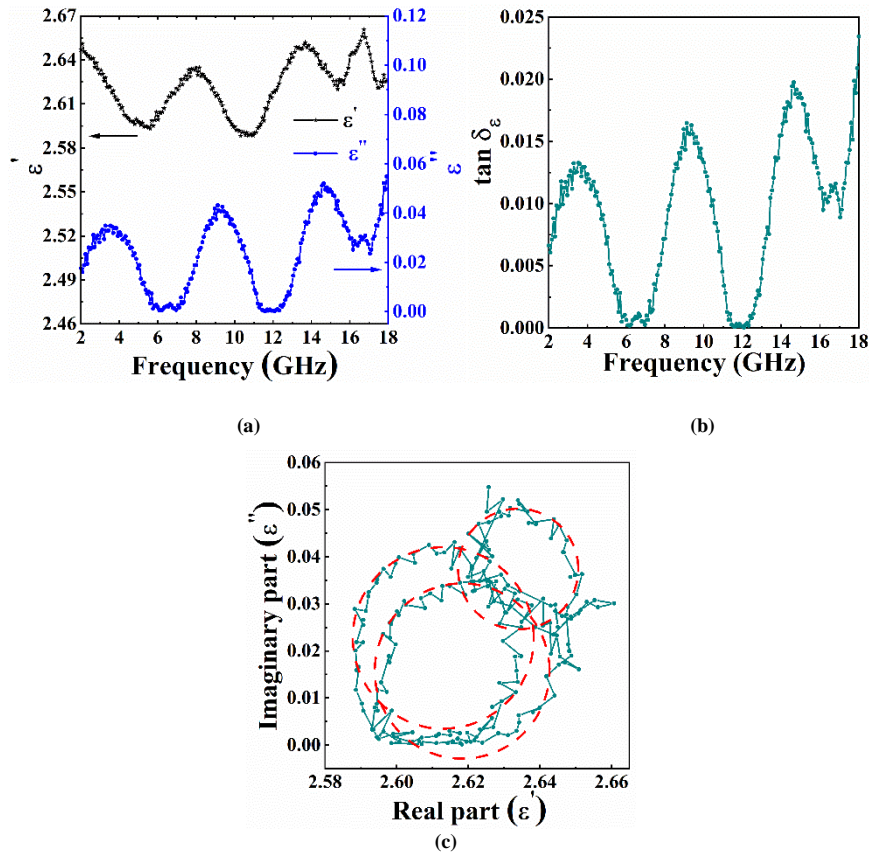 2.67
2.64
2.61
2.58
2.55
2.52
2.49
2.46
ε'
0.12
0.10
0.08
0.06
0.04
0.02
0.00
ε''
ε'
ε''
2 4 6 8 10 12 14 16 18
Frequency (GHz)
(a)
0.025
0.020
0.015
0.010
0.005
0.000
tan δε
2 4 6 8 10 12 14 16 18
Frequency (GHz)
(b)
0.06
0.05
0.04
0.03
0.02
0.01
0.00
Imaginary part (ε'')
2.58 2.60 2.62 2.64 2.66
Real part (ε')
(c)